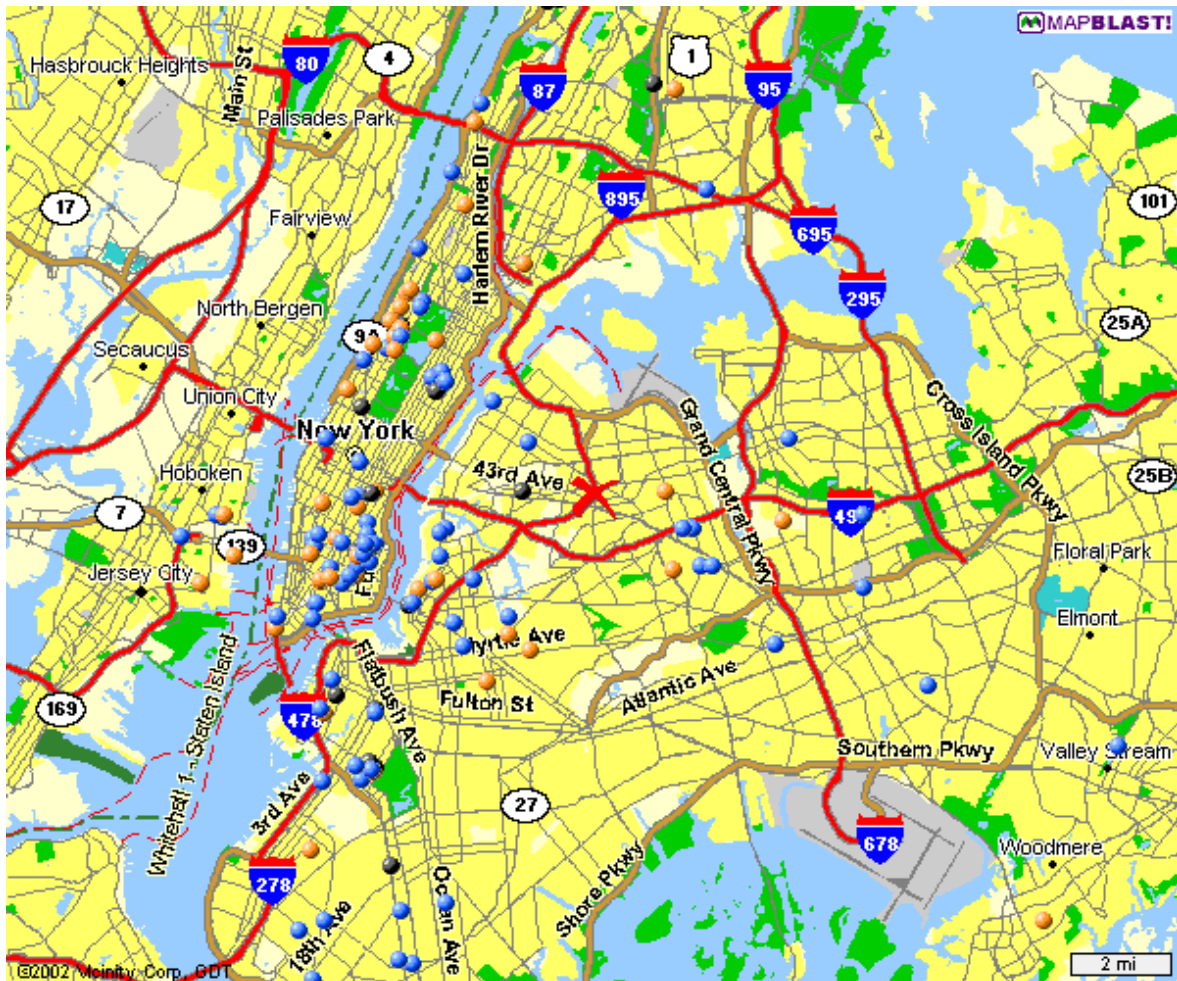 MAPBLAST!
80
4
1
87
95
Hasbrouck Heights
Main St
Palisades Park
Harlem River Dr
895
101
17
Fairview
695
295
North Bergen
9A
25A
Secaucus
Union City
Grand Central Pkwy
Cross Island Pkwy
New York
Hoboken
43rd Ave
25B
7
139
Floral Park
Jersey City
Elmont
Myrtle Ave
Whitehall
Staten Island
Flatbush Ave
Fulton St
Atlantic Ave
169
478
Southern Pkwy
Valley Stream
3rd Ave
27
678
Woodmere
278
Shore Pkwy
18th Ave
Ocean Ave
©2002 Vicinity Corp, GDT
2 mi